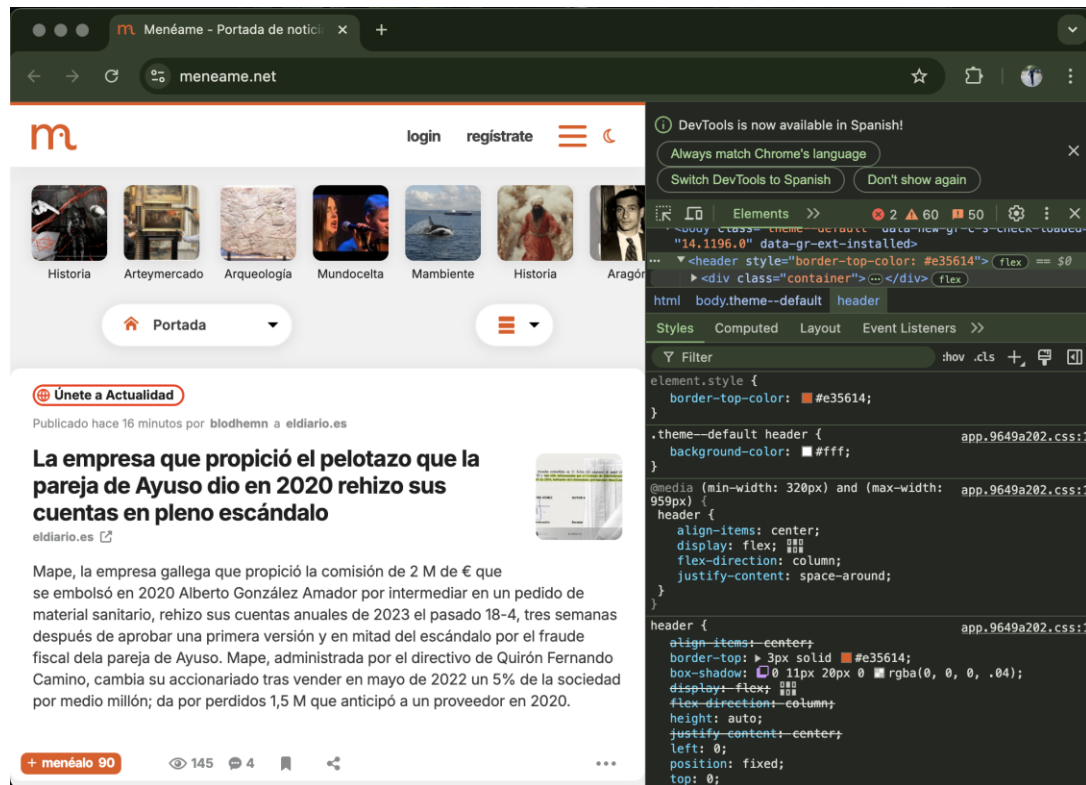 Menéame - Portada de notici
meneame.net
login regístrate
Historia Arteymercado Arqueología Mundocelta Mambiente Historia Aragón
Portada
Únete a Actualidad
Publicado hace 16 minutos por blodhemn a eldiario.es
La empresa que propició el pelotazo que la
pareja de Ayuso dio en 2020 rehizo sus
cuentas en pleno escándalo
eldiario.es
Mape, la empresa gallega que propició la comisión de 2 M de € que
se embolsó en 2020 Alberto González Amador por intermediar en un pedido de
material sanitario, rehizo sus cuentas anuales de 2023 el pasado 18-4, tres semanas
después de aprobar una primera versión y en mitad del escándalo por el fraude
fiscal dela pareja de Ayuso. Mape, administrada por el directivo de Quirón Fernando
Camino, cambia su accionariado tras vender en mayo de 2022 un 5% de la sociedad
por medio millón; da por perdidos 1,5 M que anticipó a un proveedor en 2020.
+ menéalo 90 145 4
DevTools is now available in Spanish!
Always match Chrome's language
Switch DevTools to Spanish Don't show again
Elements 2 60 50
<body class="theme--default" data-new-gr-c-s-check-loaded=
"14.1196.0" data-gr-ext-installed>
<header style="border-top-color: #e35614"> flex == $0
<div class="container"> … </div> flex
html body.theme--default header
Styles Computed Layout Event Listeners
Filter :hov .cls
element.style {
border-top-color: #e35614;
}
.theme--default header { app.9649a202.css:1
background-color: #fff;
}
@media (min-width: 320px) and (max-width: app.9649a202.css:1
959px) {
header {
align-items: center;
display: flex;
flex-direction: column;
justify-content: space-around;
}
}
header { app.9649a202.css:1
align-items: center;
border-top: 3px solid #e35614;
box-shadow: 0 11px 20px 0 rgba(0, 0, 0, .04);
display: flex;
flex-direction: column;
height: auto;
justify-content: center;
left: 0;
position: fixed;
top: 0;